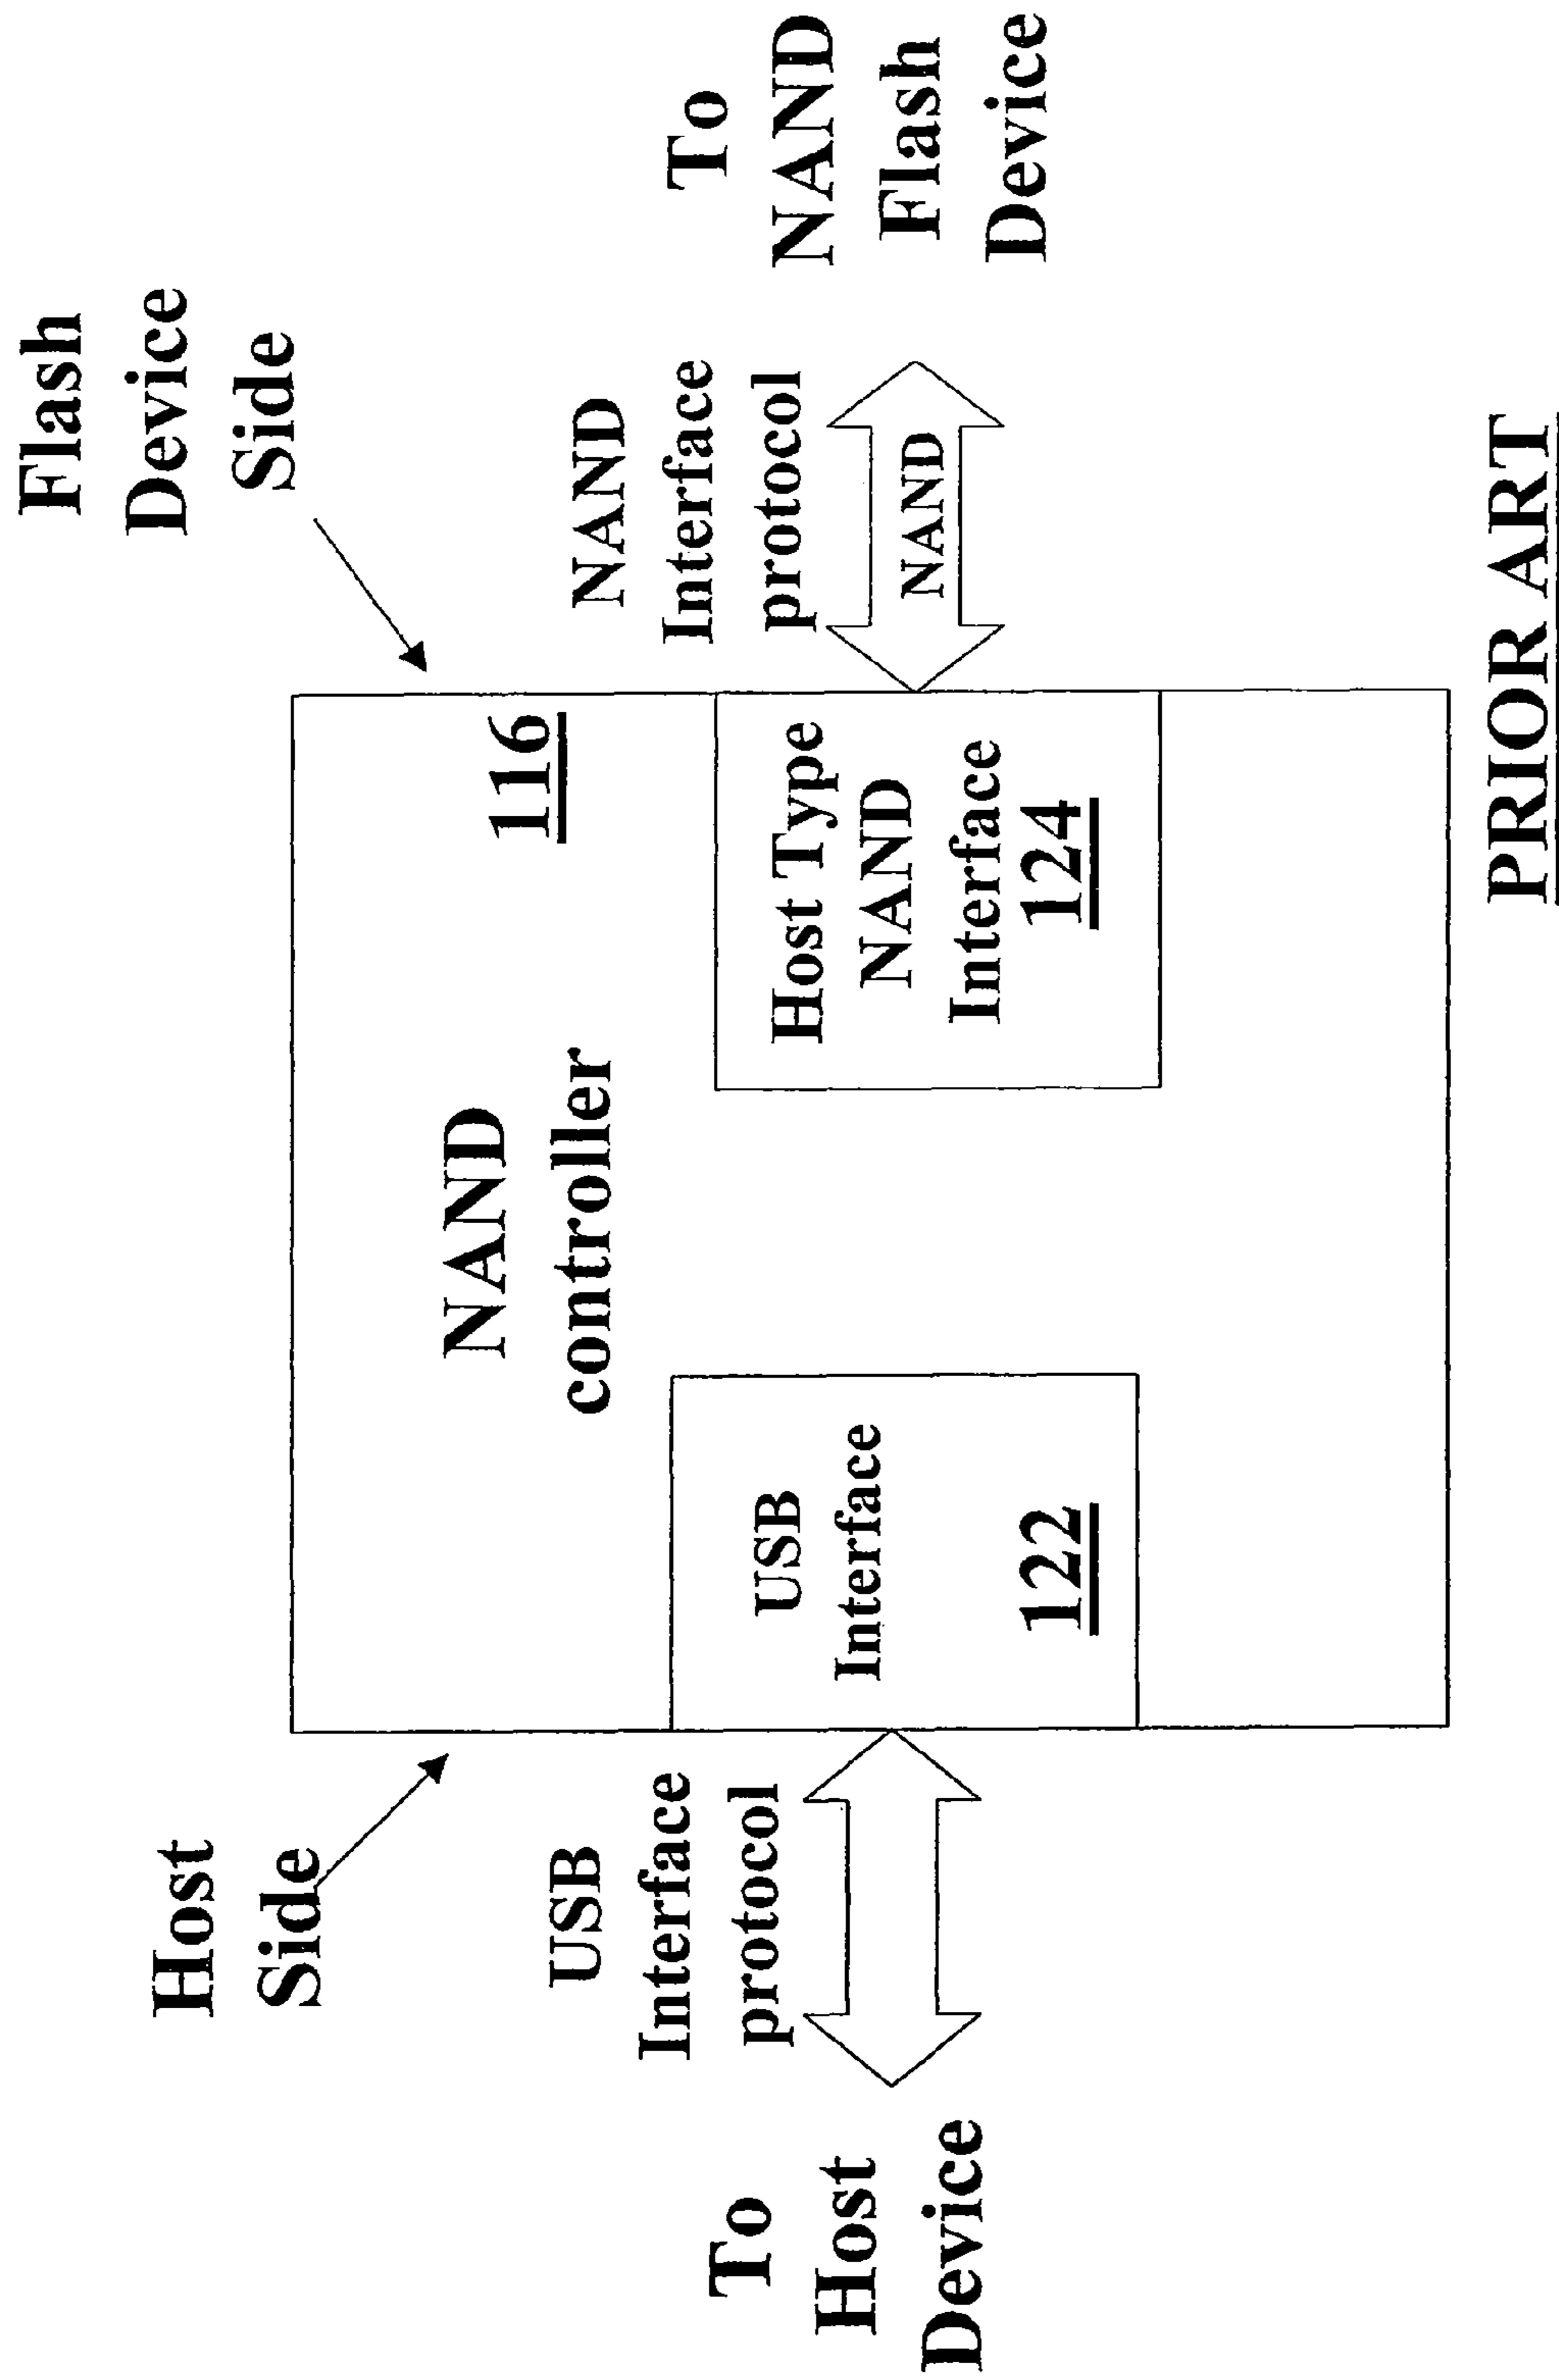 Host
Side
Flash
Device
Side
NAND
controller
116
To
Host
Device
USB
Interface
protocol
USB
Interface
122
Host Type
NAND
Interface
124
NAND
Interface
protocol
NAND
To
NAND
Flash
Device
PRIOR ART